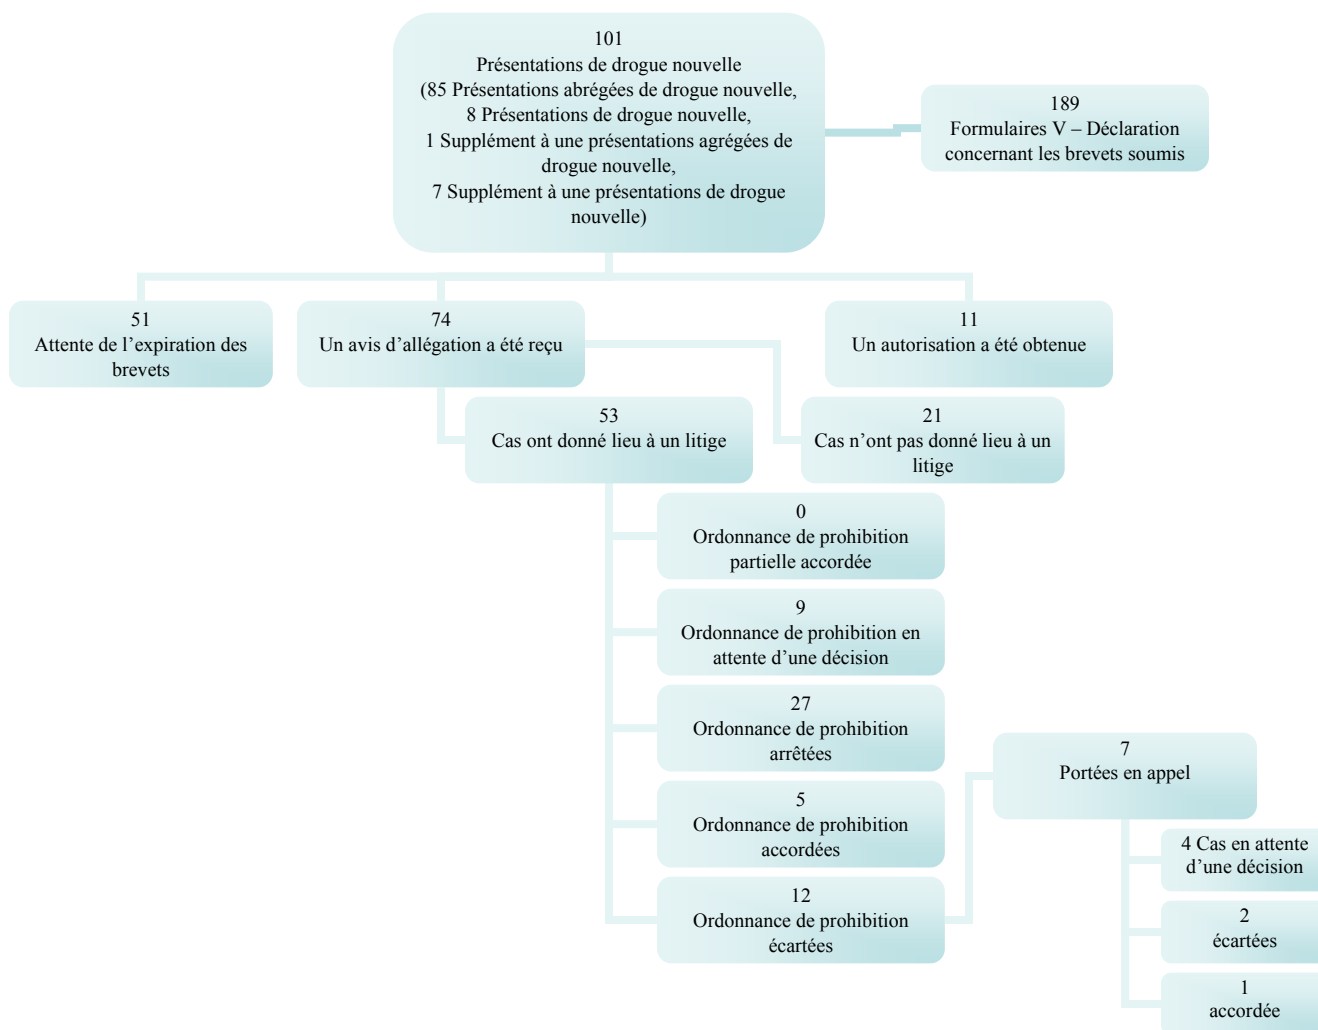 101
Présentations de drogue nouvelle
(85 Présentations abrégées de drogue nouvelle,
8 Présentations de drogue nouvelle,
1 Supplément à une présentations agrégées de
drogue nouvelle,
7 Supplément à une présentations de drogue
nouvelle)
189
Formulaires V – Déclaration
concernant les brevets soumis
51
Attente de l’expiration des
brevets
74
Un avis d’allégation a été reçu
11
Un autorisation a été obtenue
53
Cas ont donné lieu à un litige
21
Cas n’ont pas donné lieu à un
litige
0
Ordonnance de prohibition
partielle accordée
9
Ordonnance de prohibition en
attente d’une décision
27
Ordonnance de prohibition
arrêtées
5
Ordonnance de prohibition
accordées
12
Ordonnance de prohibition
écartées
7
Portées en appel
4 Cas en attente
d’une décision
2
écartées
1
accordée